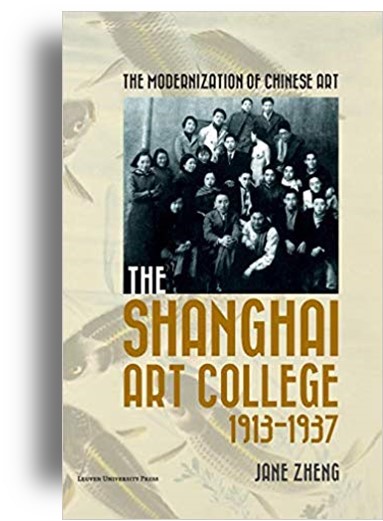 THE MODERNIZATION OF CHINESE ART
THE
SHANGHAI
ART COLLEGE
1913–1937
JANE ZHENG
LEUVEN UNIVERSITY PRESS